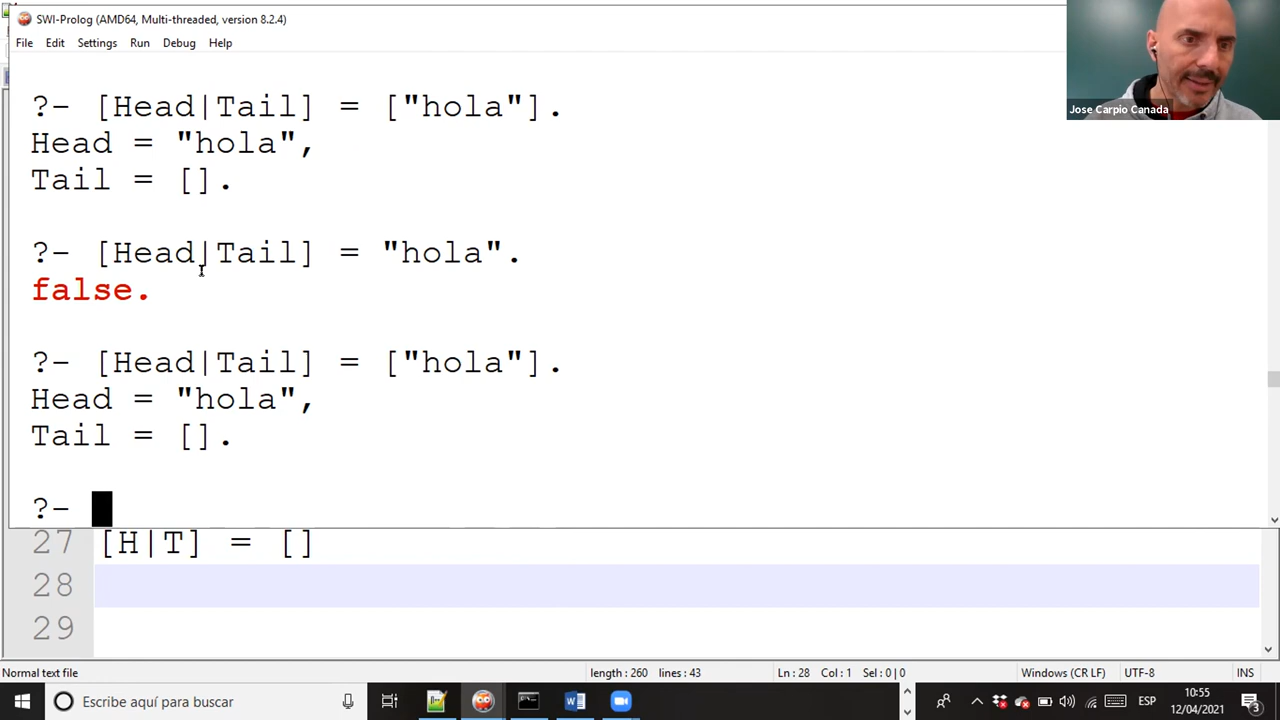 SWI-Prolog (AMD64, Multi-threaded, version 8.2.4)
File Edit Settings Run Debug Help
?- [Head|Tail] = ["hola"].
Head = "hola",
Tail = [].
?- [Head|Tail] = "hola".
false.
?- [Head|Tail] = ["hola"].
Head = "hola",
Tail = [].
?-
27 [H|T] = []
28
29
Jose Carpio Canada
Normal text file length : 260 lines : 43 Ln : 28 Col : 1 Sel : 0 | 0 Windows (CR LF) UTF-8 INS
Escribe aquí para buscar
ESP
10:55
12/04/2021
3